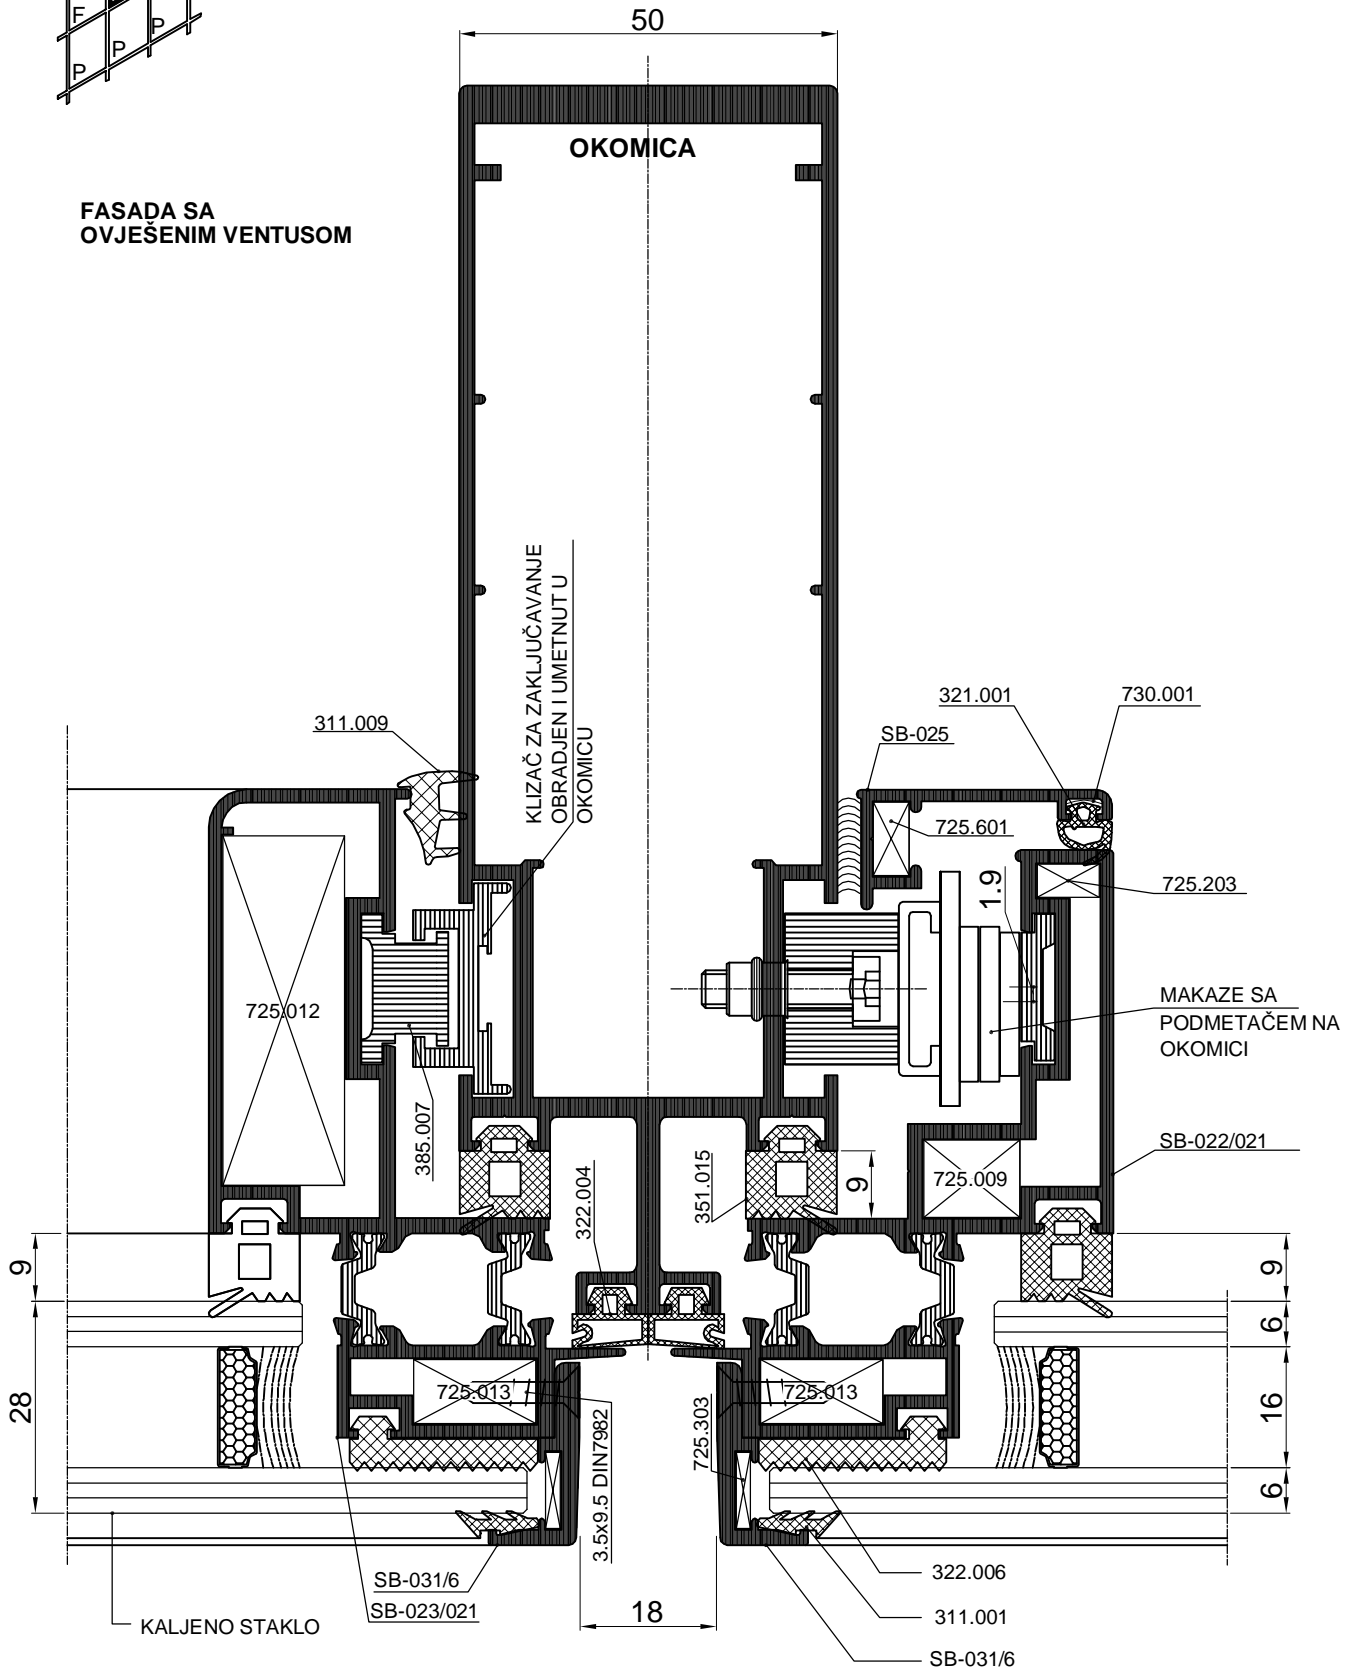 F
P
P
P
50
OKOMICA
FASADA SA
OVJEŠENIM VENTUSOM
KLIZAČ ZA ZAKLJUČAVANJE
OBRADJEN I UMETNUT U
OKOMICU
311.009
321.001
730.001
SB-025
725.601
725.203
1.9
725.012
MAKAZE SA
PODMETAČEM NA
OKOMICI
385.007
SB-022/021
322.004
351.015
9
725.009
9
28
9
6
16
6
725.013
725.013
3.5x9.5 DIN7982
725.303
SB-031/6
SB-023/021
KALJENO STAKLO
18
322.006
311.001
SB-031/6